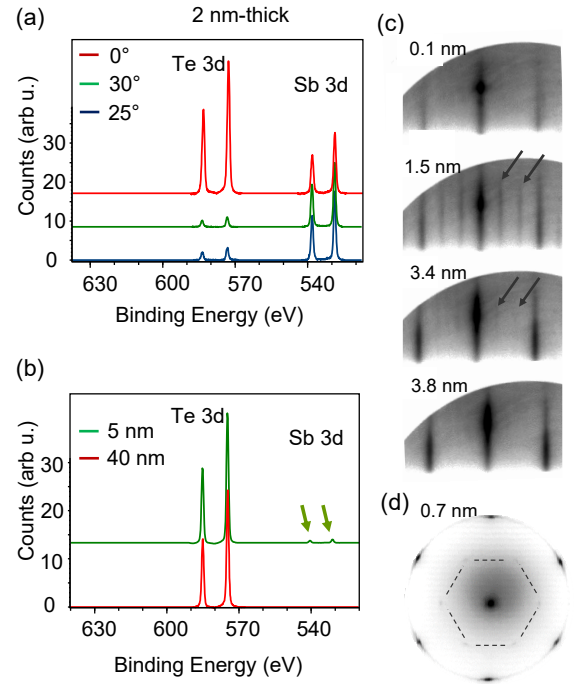 (a)
2 nm-thick
0°
30°
25°
Te 3d
Sb 3d
Counts (arb u.)
30
20
10
0
630
600
570
540
Binding Energy (eV)
(b)
5 nm
40 nm
Te 3d
Sb 3d
Counts (arb u.)
30
20
10
0
630
600
570
540
Binding Energy (eV)
(c)
0.1 nm
1.5 nm
3.4 nm
3.8 nm
(d)
0.7 nm